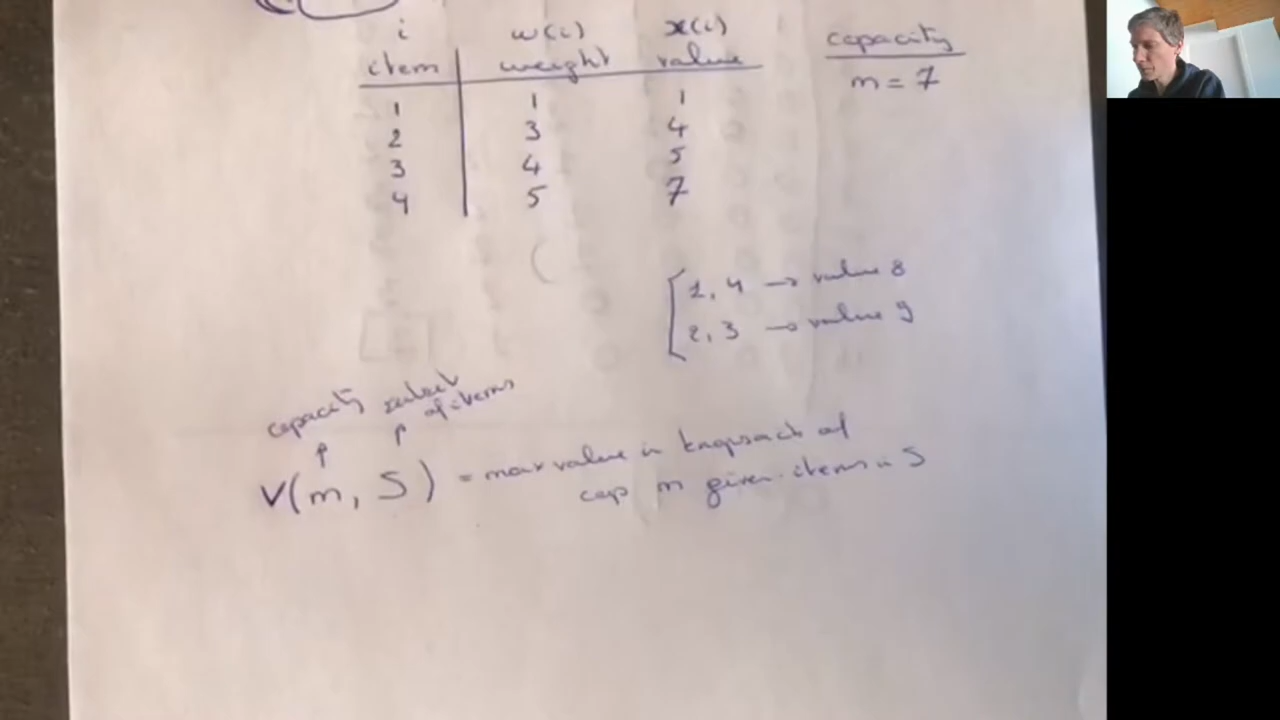 i w(i) x(i)
item weight value capacity
m = 7
1 1 1
2 3 4
3 4 5
4 5 7
1, 4 → value 8
2, 3 → value 9
capacity subset
of items
V(m, S) = max value in knapsack of
cap m given items in S